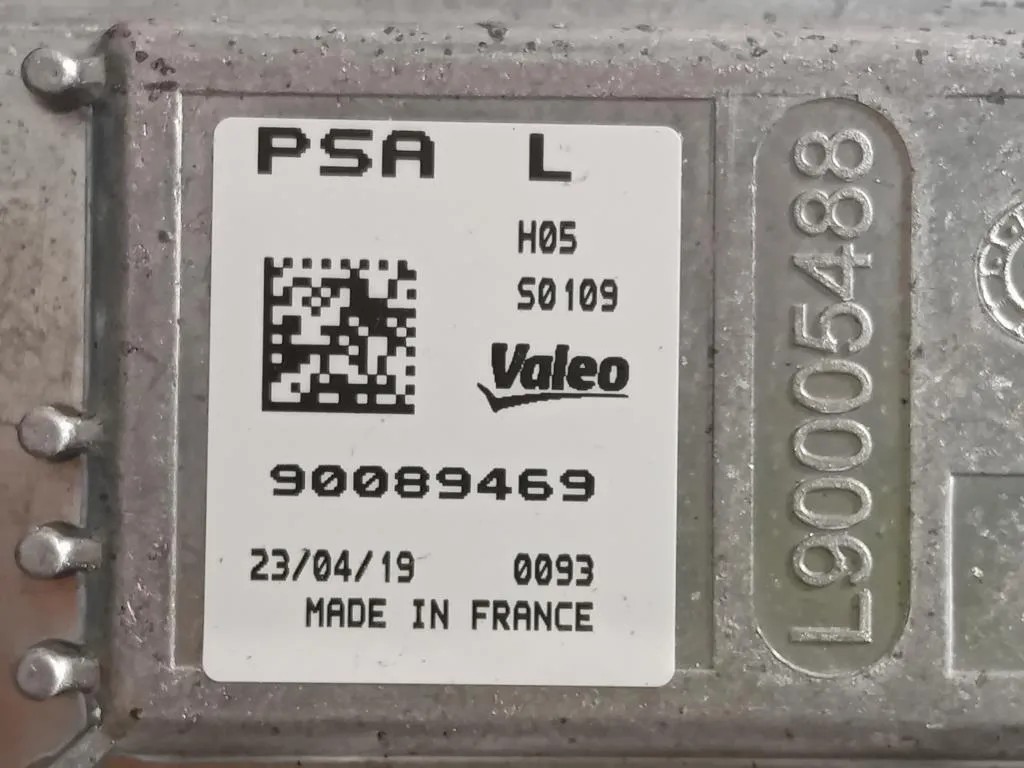 PSA L
H05
S0109
Valeo
90089469
23/04/19 0093
MADE IN FRANCE
L90005488